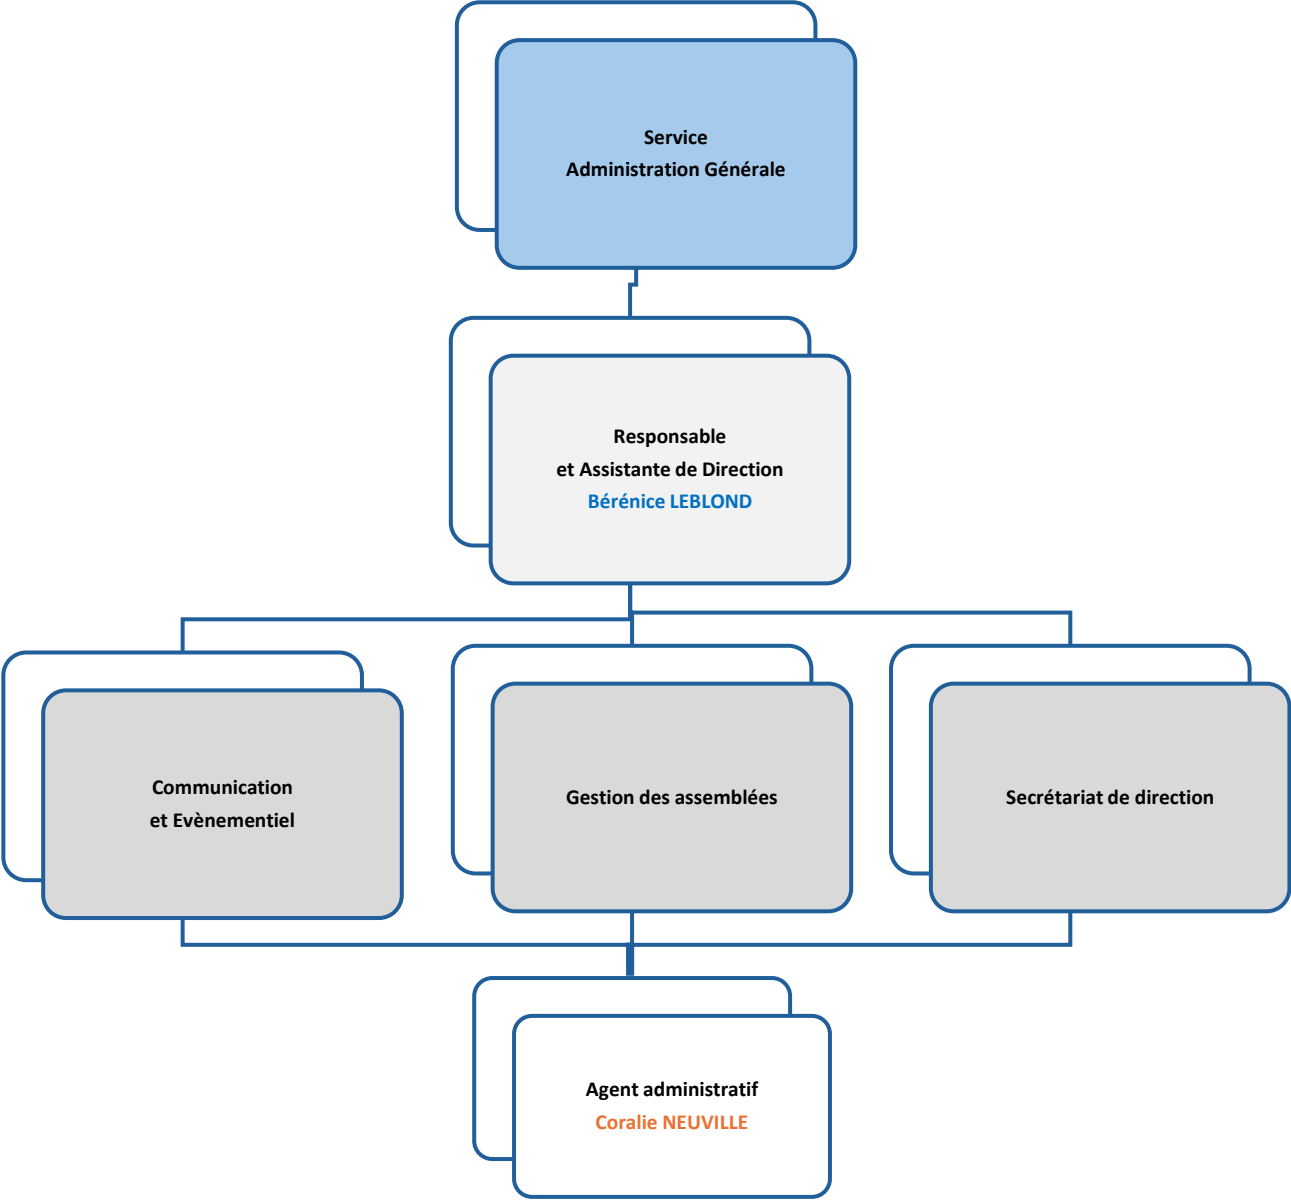 Service
Administration Générale
Responsable
et Assistante de Direction
Bérénice LEBLOND
Communication
et Evènementiel
Gestion des assemblées
Secrétariat de direction
Agent administratif
Coralie NEUVILLE